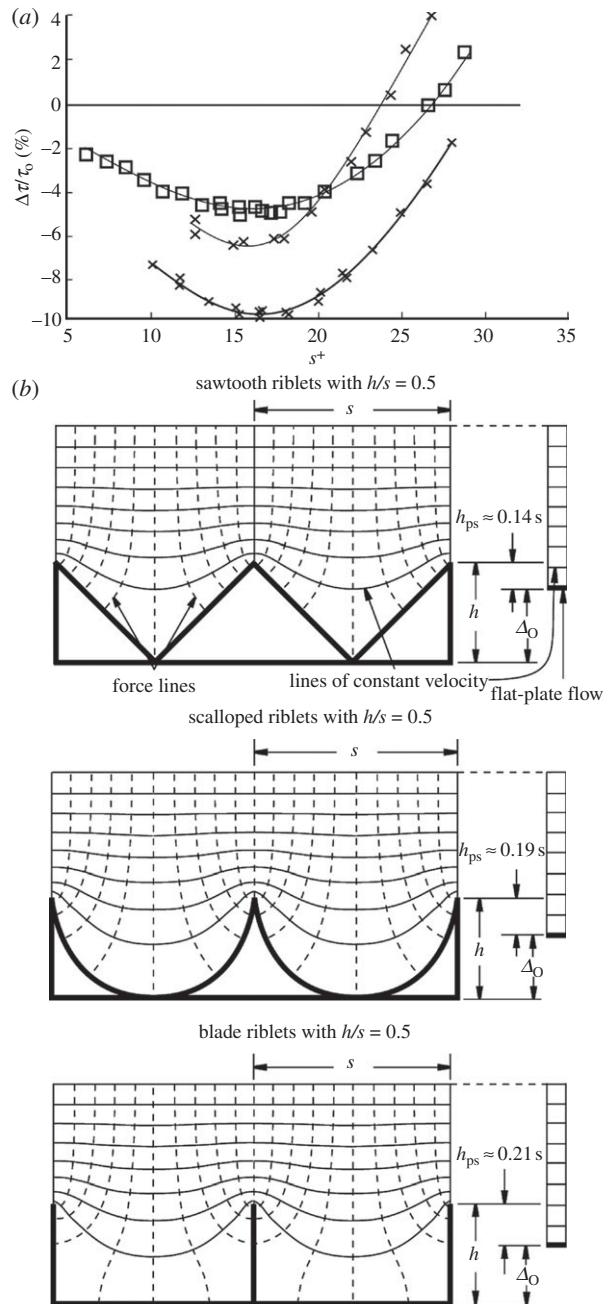 (a)
4
2
0
−2
−4
−6
−8
−10
Δτ/τo (%)
5 10 15 20 25 30 35
s+
(b)
sawtooth riblets with h/s = 0.5
s
hps ≈ 0.14 s
h
ΔO
force lines
lines of constant velocity
flat-plate flow
scalloped riblets with h/s = 0.5
s
hps ≈ 0.19 s
h
ΔO
blade riblets with h/s = 0.5
s
hps ≈ 0.21 s
h
ΔO